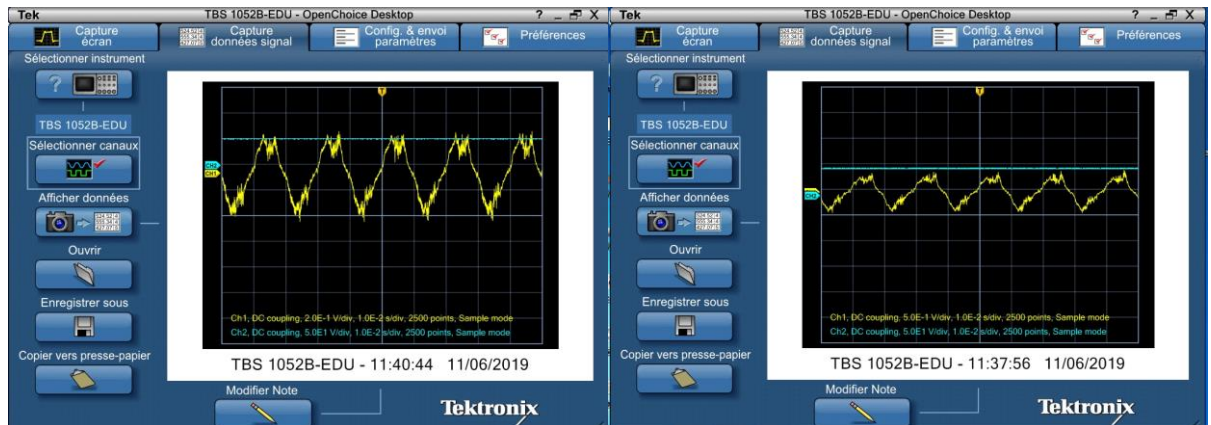 Tek TBS 1052B-EDU - OpenChoice Desktop ? _ X
Capture écran
Capture données signal
Config. & envoi paramètres
Préférences
Sélectionner instrument
TBS 1052B-EDU
Sélectionner canaux
Afficher données
Ouvrir
Enregistrer sous
Copier vers presse-papier
CH2
CH1
T
Ch1, DC coupling, 2.0E-1 V/div, 1.0E-2 s/div, 2500 points, Sample mode
Ch2, DC coupling, 5.0E1 V/div, 1.0E-2 s/div, 2500 points, Sample mode
TBS 1052B-EDU - 11:40:44 11/06/2019
Modifier Note
Tektronix
Tek TBS 1052B-EDU - OpenChoice Desktop ? _ X
Capture écran
Capture données signal
Config. & envoi paramètres
Préférences
Sélectionner instrument
TBS 1052B-EDU
Sélectionner canaux
Afficher données
Ouvrir
Enregistrer sous
Copier vers presse-papier
T
CH2
Ch1, DC coupling, 5.0E-1 V/div, 1.0E-2 s/div, 2500 points, Sample mode
Ch2, DC coupling, 5.0E1 V/div, 1.0E-2 s/div, 2500 points, Sample mode
TBS 1052B-EDU - 11:37:56 11/06/2019
Modifier Note
Tektronix